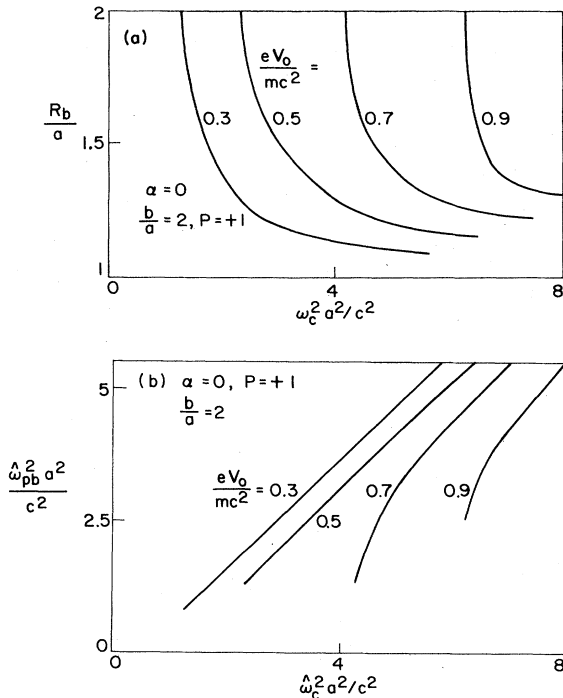 (a)
2
eV₀/mc² =
R_b/a
1.5
0.3
0.5
0.7
0.9
α=0
b/a = 2, P=+1
1
0
4
8
ω_c² a²/c²
(b) α=0, P=+1
b/a = 2
5
ω̂_pb² a²/c²
eV₀/mc² = 0.3
0.5
0.7
0.9
2.5
0
0
4
8
ω̂_c² a²/c²